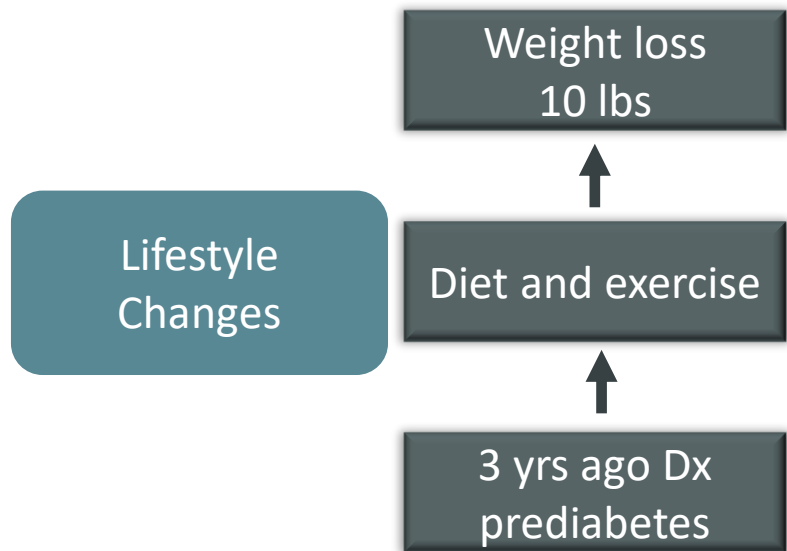 Weight loss
10 lbs
Lifestyle
Changes
Diet and exercise
3 yrs ago Dx
prediabetes